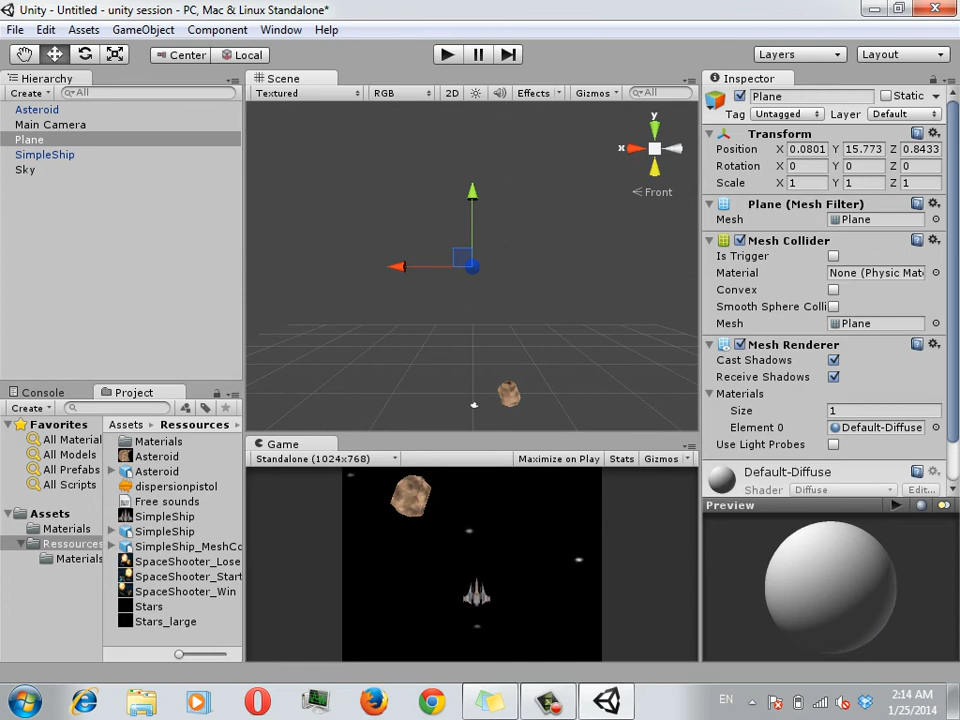 Unity - Untitled - unity session - PC, Mac & Linux Standalone*
File Edit Assets GameObject Component Window Help
Center Local Layers Layout
Hierarchy
Create All
Asteroid
Main Camera
Plane
SimpleShip
Sky
Scene
Textured RGB 2D Effects Gizmos All
y
x
Front
Game
Standalone (1024x768) Maximize on Play Stats Gizmos
Console Project
Create
Favorites
All Material
All Models
All Prefabs
All Scripts
Assets
Materials
Ressources
Materials
Assets Ressources
Materials
Asteroid
Asteroid
dispersionpistol
Free sounds
SimpleShip
SimpleShip
SimpleShip_MeshCo
SpaceShooter_Lose
SpaceShooter_Start
SpaceShooter_Win
Stars
Stars_large
Inspector
Plane Static
Tag Untagged Layer Default
Transform
Position X 0.0801 Y 15.773 Z 0.8433
Rotation X 0 Y 0 Z 0
Scale X 1 Y 1 Z 1
Plane (Mesh Filter)
Mesh Plane
Mesh Collider
Is Trigger
Material None (Physic Mat
Convex
Smooth Sphere Colli
Mesh Plane
Mesh Renderer
Cast Shadows
Receive Shadows
Materials
Size 1
Element 0 Default-Diffuse
Use Light Probes
Default-Diffuse
Shader Diffuse Edit...
Preview
EN 2:14 AM
1/25/2014